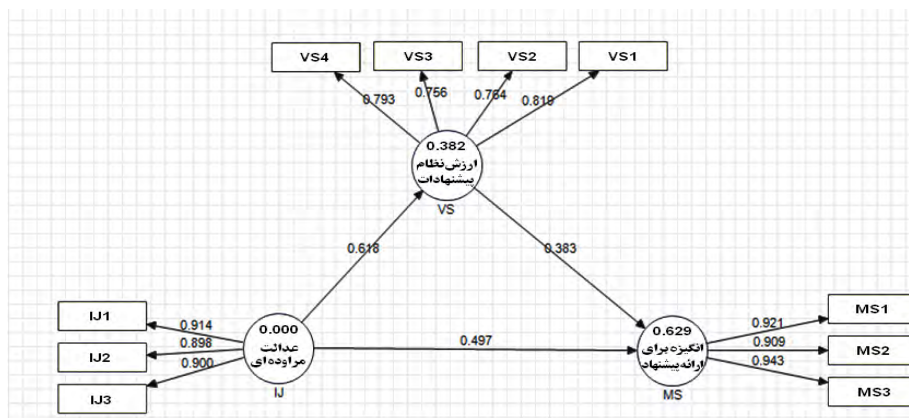 VS4
VS3
VS2
VS1
0.793
0.756
0.764
0.819
0.382
ارزش نظام
پیشنهادات
VS
0.618
0.383
IJ1
IJ2
IJ3
0.914
0.898
0.900
0.000
عدالت
مراوده‌ای
IJ
0.497
0.629
انگیزه برای
ارائه پیشنهاد
MS
0.921
0.909
0.943
MS1
MS2
MS3